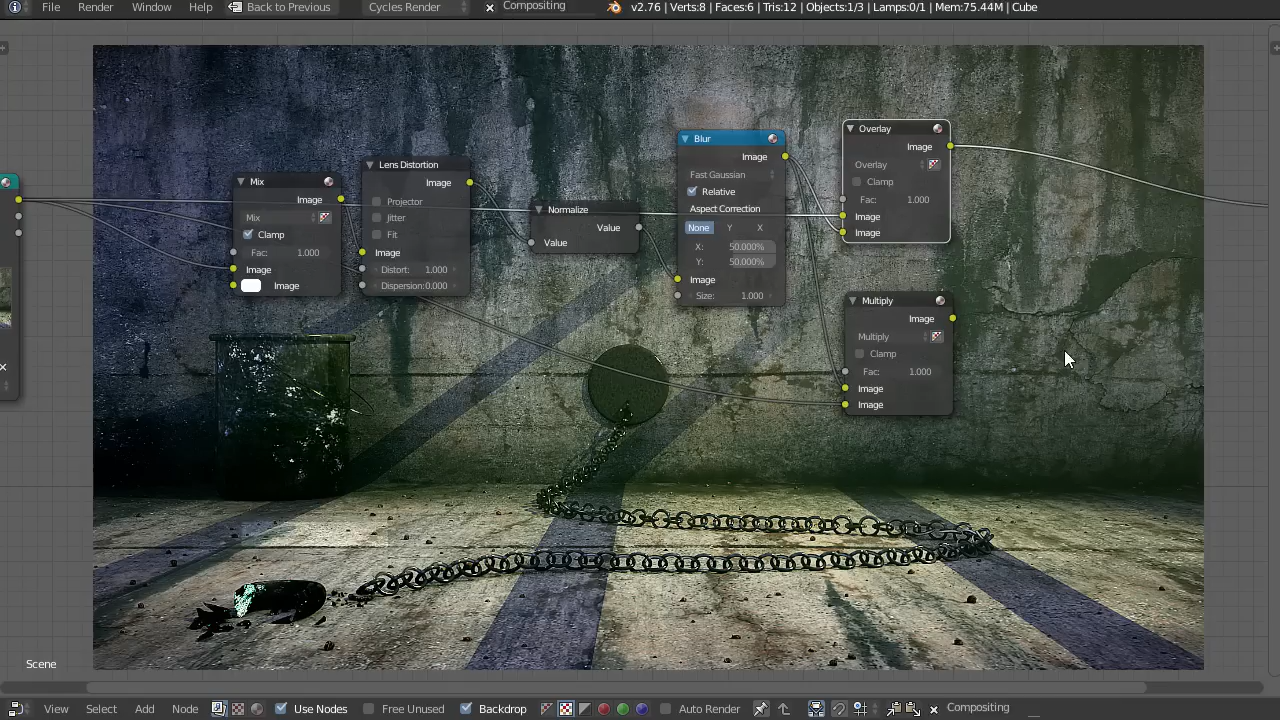 File Render Window Help Back to Previous Cycles Render Compositing v2.76 | Verts:8 | Faces:6 | Tris:12 | Objects:1/3 | Lamps:0/1 | Mem:75.44M | Cube
Mix
Image
Mix
Clamp
Fac: 1.000
Image
Image
Lens Distortion
Image
Projector
Jitter
Fit
Image
Distort: 1.000
Dispersion:0.000
Normalize
Value
Value
Blur
Image
Fast Gaussian
Relative
Aspect Correction
None Y X
X: 50.000%
Y: 50.000%
Image
Size: 1.000
Overlay
Image
Overlay
Clamp
Fac: 1.000
Image
Image
Multiply
Image
Multiply
Clamp
Fac: 1.000
Image
Image
Scene
View Select Add Node Use Nodes Free Unused Backdrop Auto Render Compositing